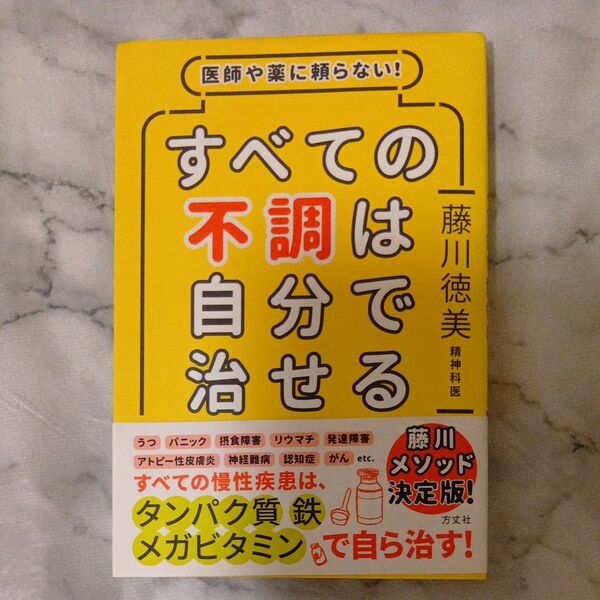 医師や薬に頼らない!
すべての
不調は
自分で
治せる
藤川徳美
精神科医
うつ パニック 摂食障害 リウマチ 発達障害
アトピー性皮膚炎 神経難病 認知症 がん etc.
すべての慢性疾患は、
タンパク質 鉄
メガビタミンで自ら治す!
藤川
メソッド
決定版!
方丈社